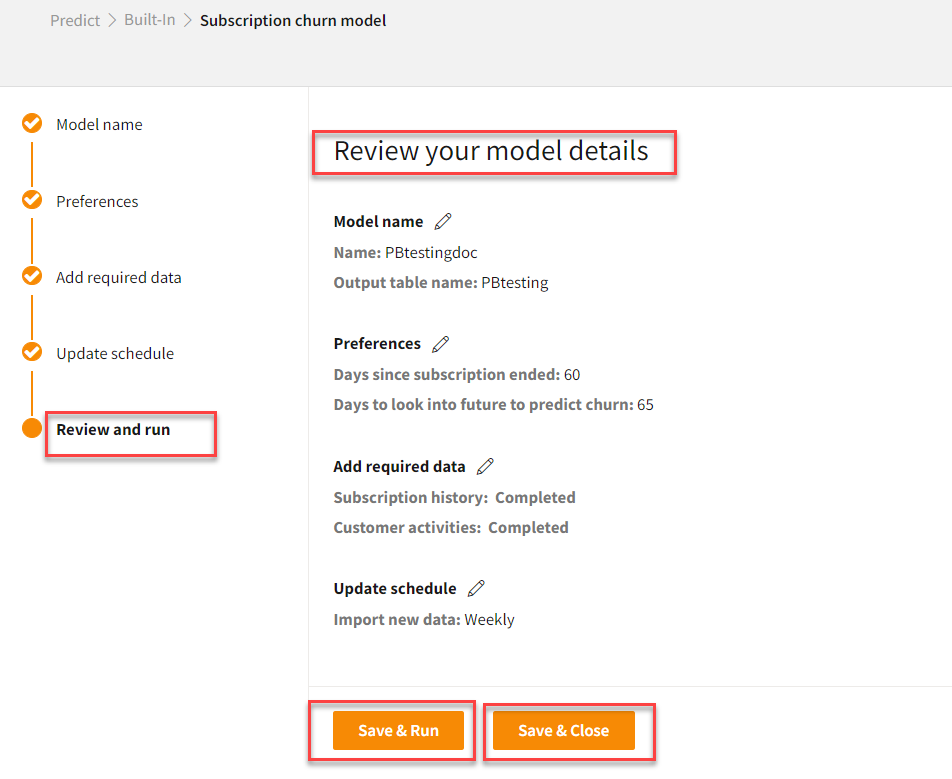 Predict > Built-In > Subscription churn model
Model name
Preferences
Add required data
Update schedule
Review and run
Review your model details
Model name
Name: PBtestingdoc
Output table name: PBtesting
Preferences
Days since subscription ended: 60
Days to look into future to predict churn: 65
Add required data
Subscription history: Completed
Customer activities: Completed
Update schedule
Import new data: Weekly
Save & Run
Save & Close